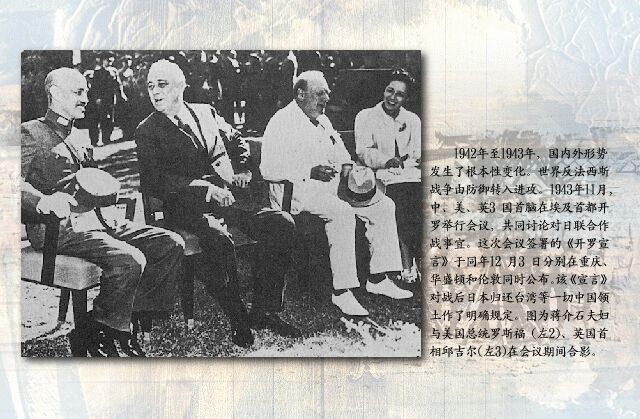 1942年至1943年，国内外形势
发生了根本性变化。世界反法西斯
战争由防御转入进攻。1943年11月，
中、美、英3 国首脑在埃及首都开
罗举行会议，共同讨论对日联合作
战事宜。这次会议签署的《开罗宣
言》于同年12 月3 日分别在重庆、
华盛顿和伦敦同时公布。该《宣言》
对战后日本归还台湾等一切中国领
土作了明确规定。图为蒋介石夫妇
与美国总统罗斯福（左2）、英国首
相邱吉尔(左3)在会议期间合影。